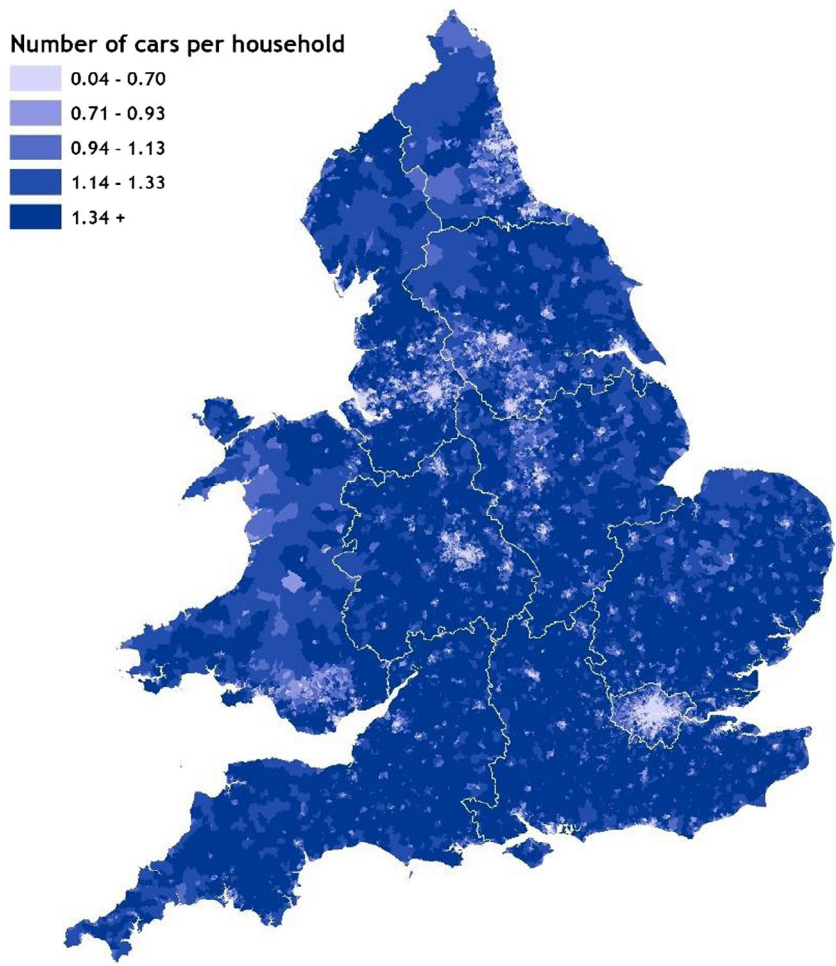 Number of cars per household
0.04 - 0.70
0.71 - 0.93
0.94 - 1.13
1.14 - 1.33
1.34 +